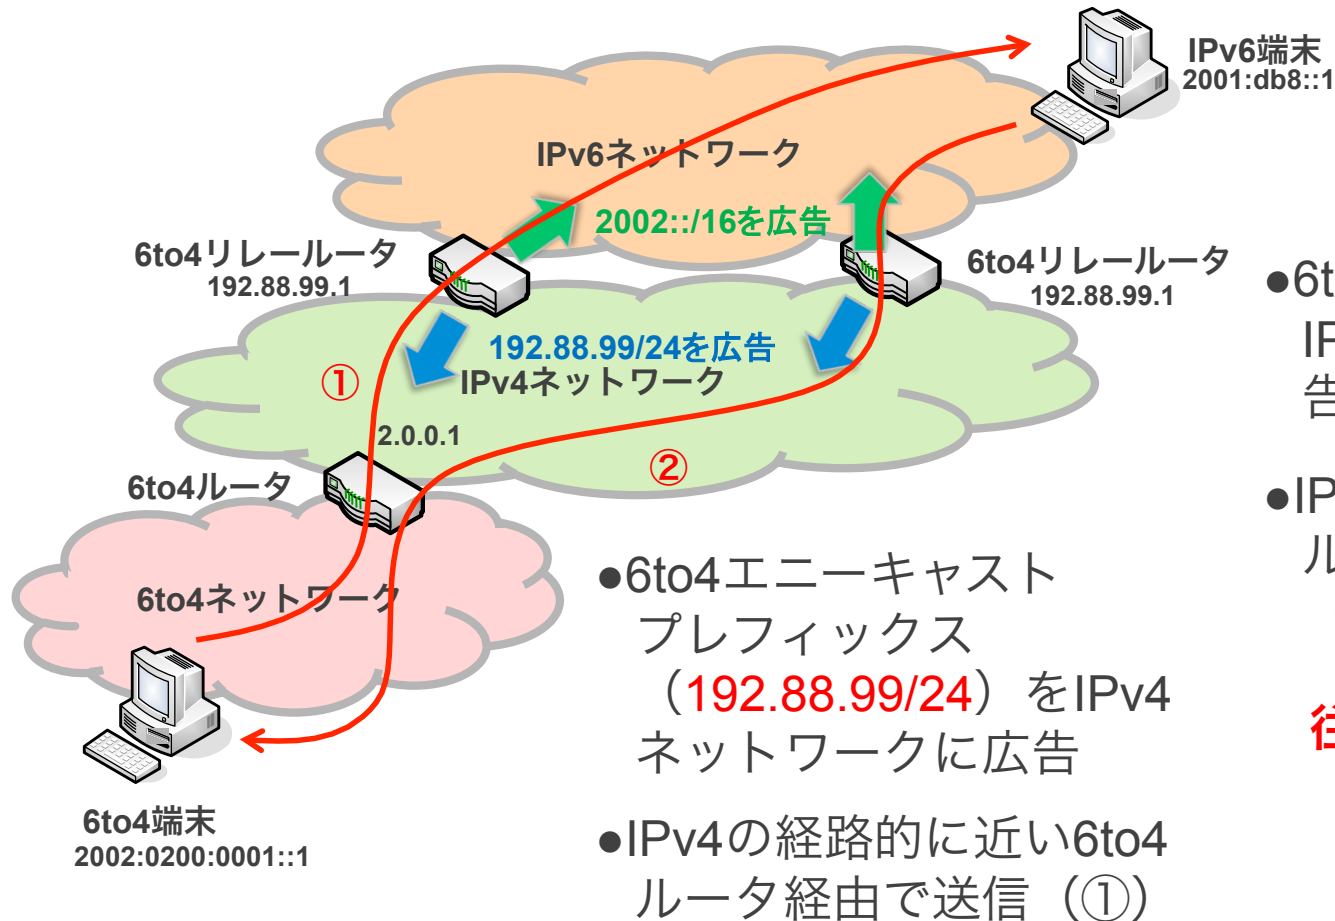 IPv6端末
2001:db8::1
IPv6ネットワーク
2002::/16を広告
6to4リレールータ
192.88.99.1
6to4リレールータ
192.88.99.1
192.88.99/24を広告
IPv4ネットワーク
①
2.0.0.1
②
6to4ルータ
6to4ネットワーク
6to4端末
2002:0200:0001::1
●6to4エニーキャスト
プレフィックス
（192.88.99/24）をIPv4
ネットワークに広告
●IPv4の経路的に近い6to4
ルータ経由で送信（①）
●6t
IP
告
●IP
ル